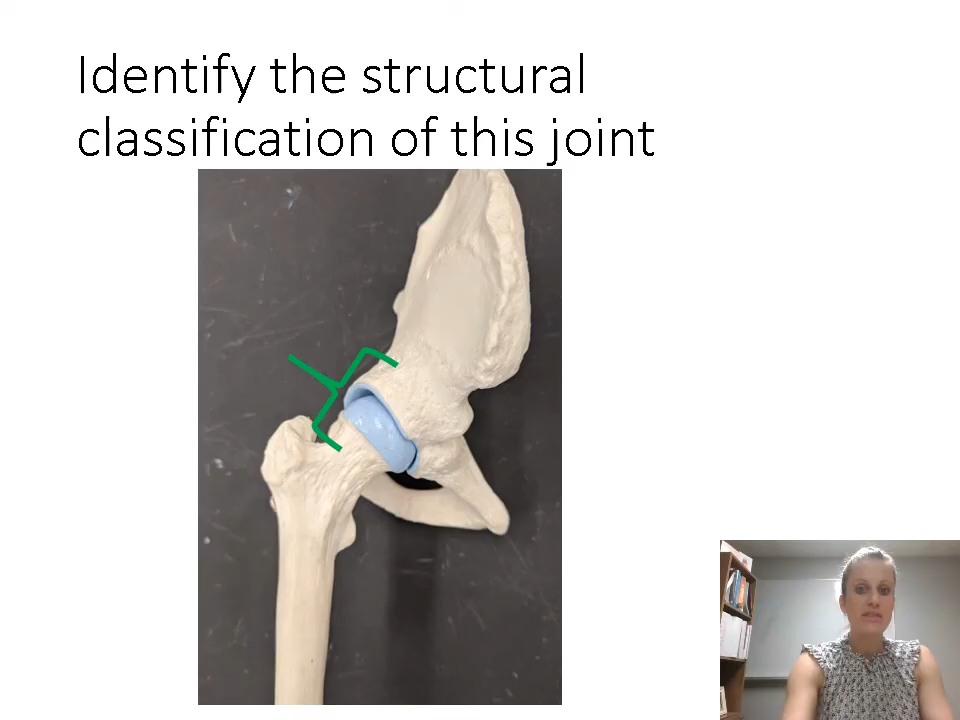 Identify the structural
classification of this joint